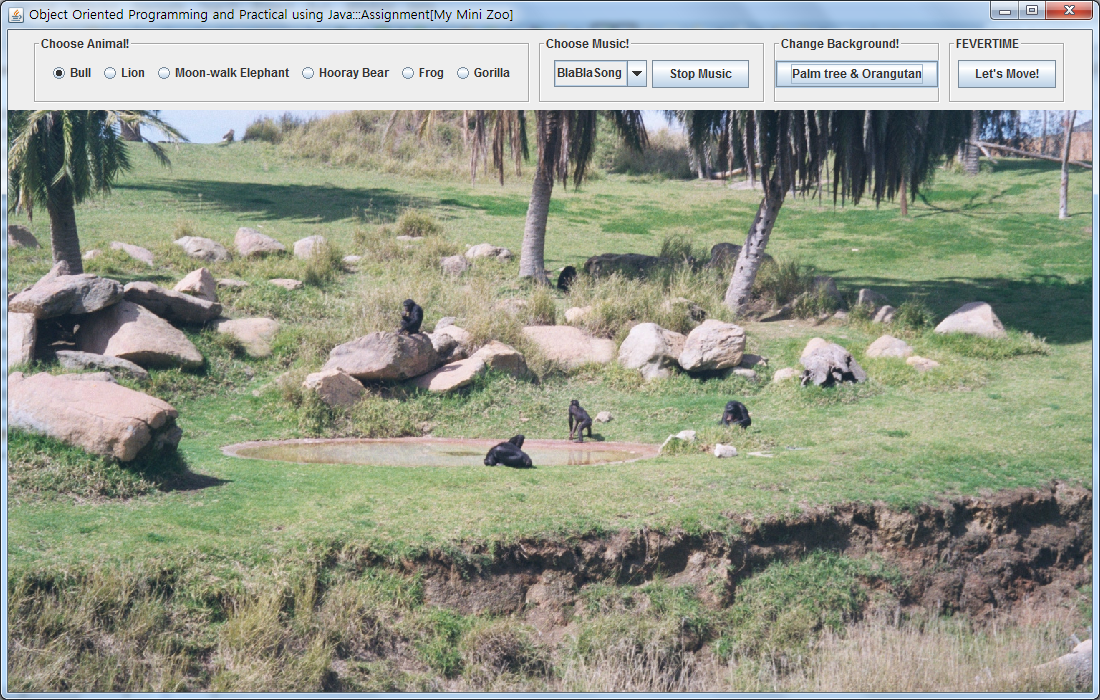 Object Oriented Programming and Practical using Java:::Assignment[My Mini Zoo]
Choose Animal!
Bull Lion Moon-walk Elephant Hooray Bear Frog Gorilla
Choose Music!
BlaBlaSong Stop Music
Change Background!
Palm tree & Orangutan
FEVERTIME
Let's Move!